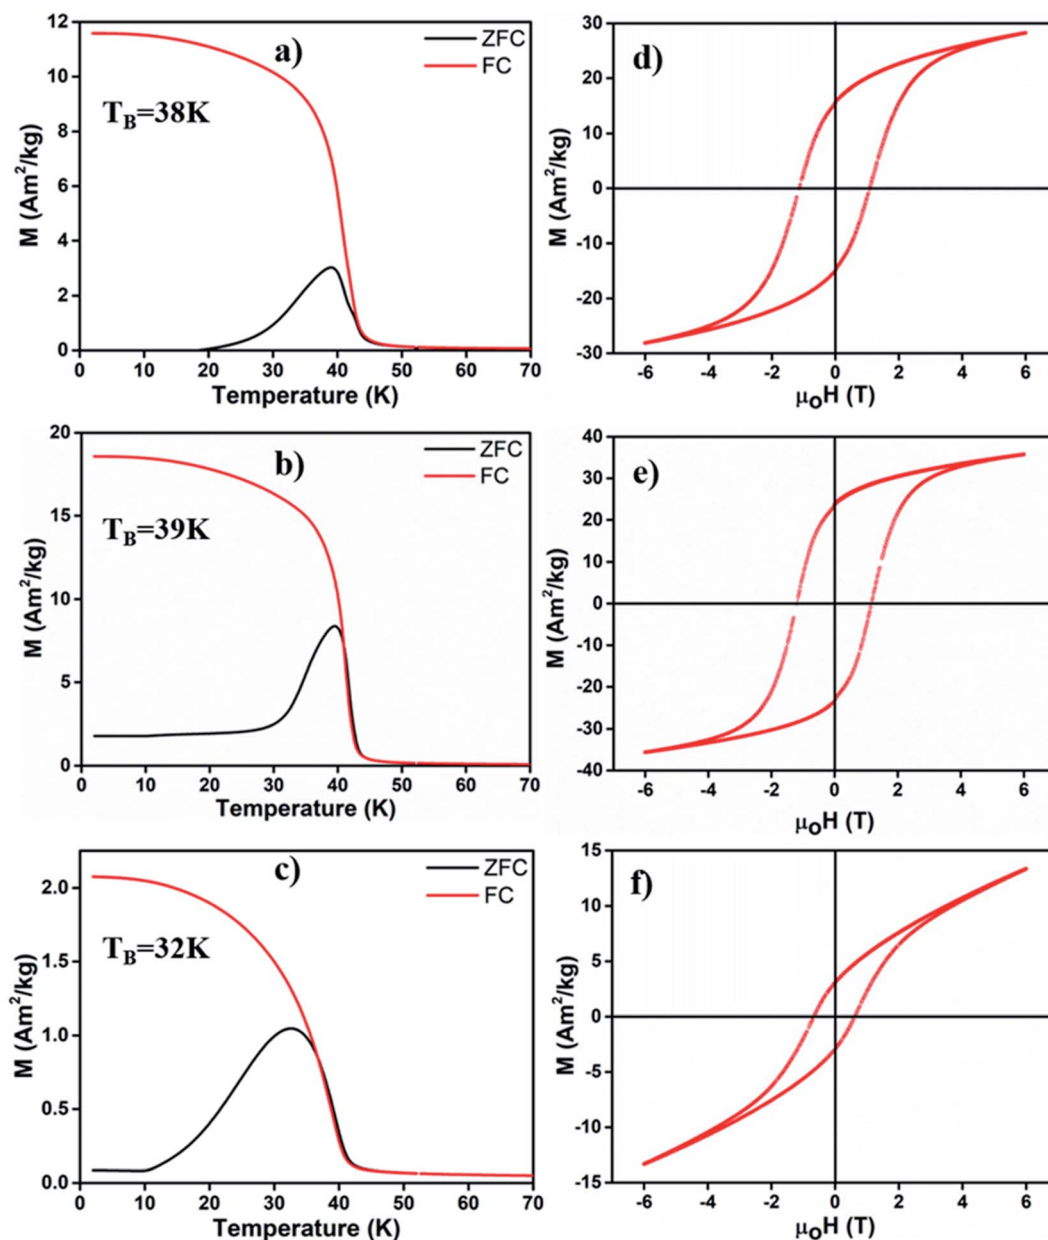 a)
ZFC
FC
T_B=38K
M (Am²/kg)
12
10
8
6
4
2
0
0 10 20 30 40 50 60 70
Temperature (K)
d)
M (Am²/kg)
30
20
10
0
-10
-20
-30
-6 -4 -2 0 2 4 6
μ_oH (T)
b)
ZFC
FC
T_B=39K
M (Am²/kg)
20
15
10
5
0
0 10 20 30 40 50 60 70
Temperature (K)
e)
M (Am²/kg)
40
30
20
10
0
-10
-20
-30
-40
-6 -4 -2 0 2 4 6
μ_oH (T)
c)
ZFC
FC
T_B=32K
M (Am²/kg)
2.0
1.5
1.0
0.5
0.0
0 10 20 30 40 50 60 70
Temperature (K)
f)
M (Am²/kg)
15
10
5
0
-5
-10
-15
-6 -4 -2 0 2 4 6
μ_oH (T)